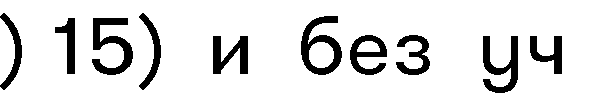 ) 15) и без уч